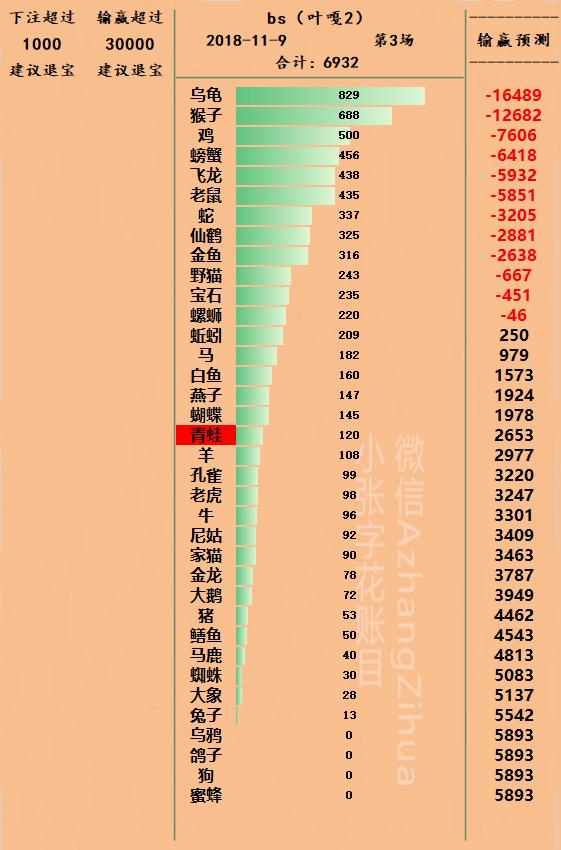 下注超过 输赢超过
1000 30000
建议退宝 建议退宝
bs（叶嘎2）
2018-11-9 第3场
合计：6932
输赢预测
乌龟 829 -16489
猴子 688 -12682
鸡 500 -7606
螃蟹 456 -6418
飞龙 438 -5932
老鼠 435 -5851
蛇 337 -3205
仙鹤 325 -2881
金鱼 316 -2638
野猫 243 -667
宝石 235 -451
螺蛳 220 -46
蚯蚓 209 250
马 182 979
白鱼 160 1573
燕子 147 1924
蝴蝶 145 1978
青蛙 120 2653
羊 108 2977
孔雀 99 3220
老虎 98 3247
牛 96 3301
尼姑 92 3409
家猫 90 3463
金龙 78 3787
大鹅 72 3949
猪 53 4462
鳝鱼 50 4543
马鹿 40 4813
蜘蛛 30 5083
大象 28 5137
兔子 13 5542
乌鸦 0 5893
鸽子 0 5893
狗 0 5893
蜜蜂 0 5893
微信AzhangZihua
小张字花账目